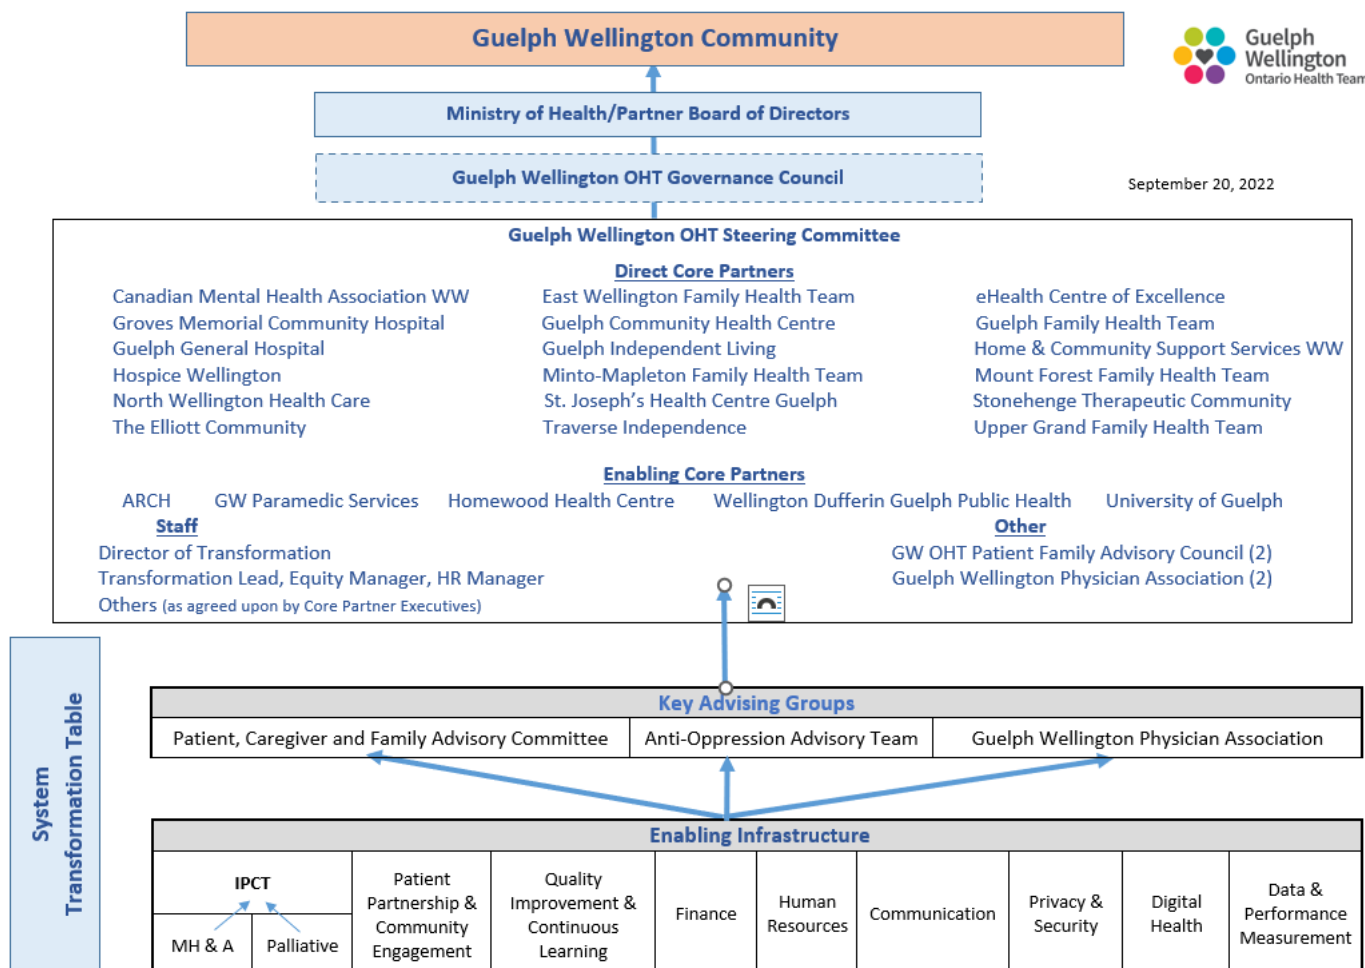 Guelph Wellington Community
Guelph
Wellington
Ontario Health Team
Ministry of Health/Partner Board of Directors
Guelph Wellington OHT Governance Council
September 20, 2022
Guelph Wellington OHT Steering Committee
Direct Core Partners
Canadian Mental Health Association WW
East Wellington Family Health Team
eHealth Centre of Excellence
Groves Memorial Community Hospital
Guelph Community Health Centre
Guelph Family Health Team
Guelph General Hospital
Guelph Independent Living
Home & Community Support Services WW
Hospice Wellington
Minto-Mapleton Family Health Team
Mount Forest Family Health Team
North Wellington Health Care
St. Joseph's Health Centre Guelph
Stonehenge Therapeutic Community
The Elliott Community
Traverse Independence
Upper Grand Family Health Team
Enabling Core Partners
ARCH
GW Paramedic Services
Homewood Health Centre
Wellington Dufferin Guelph Public Health
University of Guelph
Staff
Director of Transformation
Transformation Lead, Equity Manager, HR Manager
Others (as agreed upon by Core Partner Executives)
Other
GW OHT Patient Family Advisory Council (2)
Guelph Wellington Physician Association (2)
System
Transformation Table
Key Advising Groups
Patient, Caregiver and Family Advisory Committee
Anti-Oppression Advisory Team
Guelph Wellington Physician Association
Enabling Infrastructure
IPCT
MH & A
Palliative
Patient
Partnership &
Community
Engagement
Quality
Improvement &
Continuous
Learning
Finance
Human
Resources
Communication
Privacy &
Security
Digital
Health
Data &
Performance
Measurement